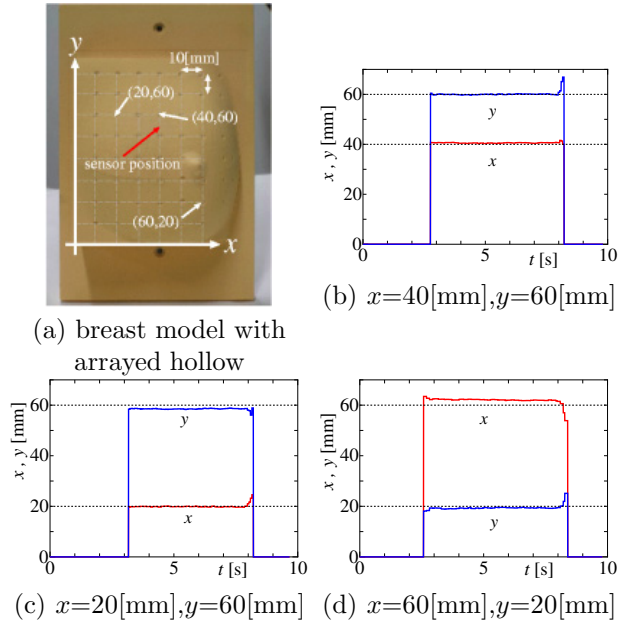 y
10[mm]
(20,60)
(40,60)
sensor position
(60,20)
x
(a) breast model with
arrayed hollow
x , y [mm]
60
40
20
0
y
x
0
5
10
t [s]
(b) x=40[mm],y=60[mm]
x , y [mm]
60
40
20
0
y
x
0
5
10
t [s]
(c) x=20[mm],y=60[mm]
x , y [mm]
60
40
20
0
x
y
0
5
10
t [s]
(d) x=60[mm],y=20[mm]